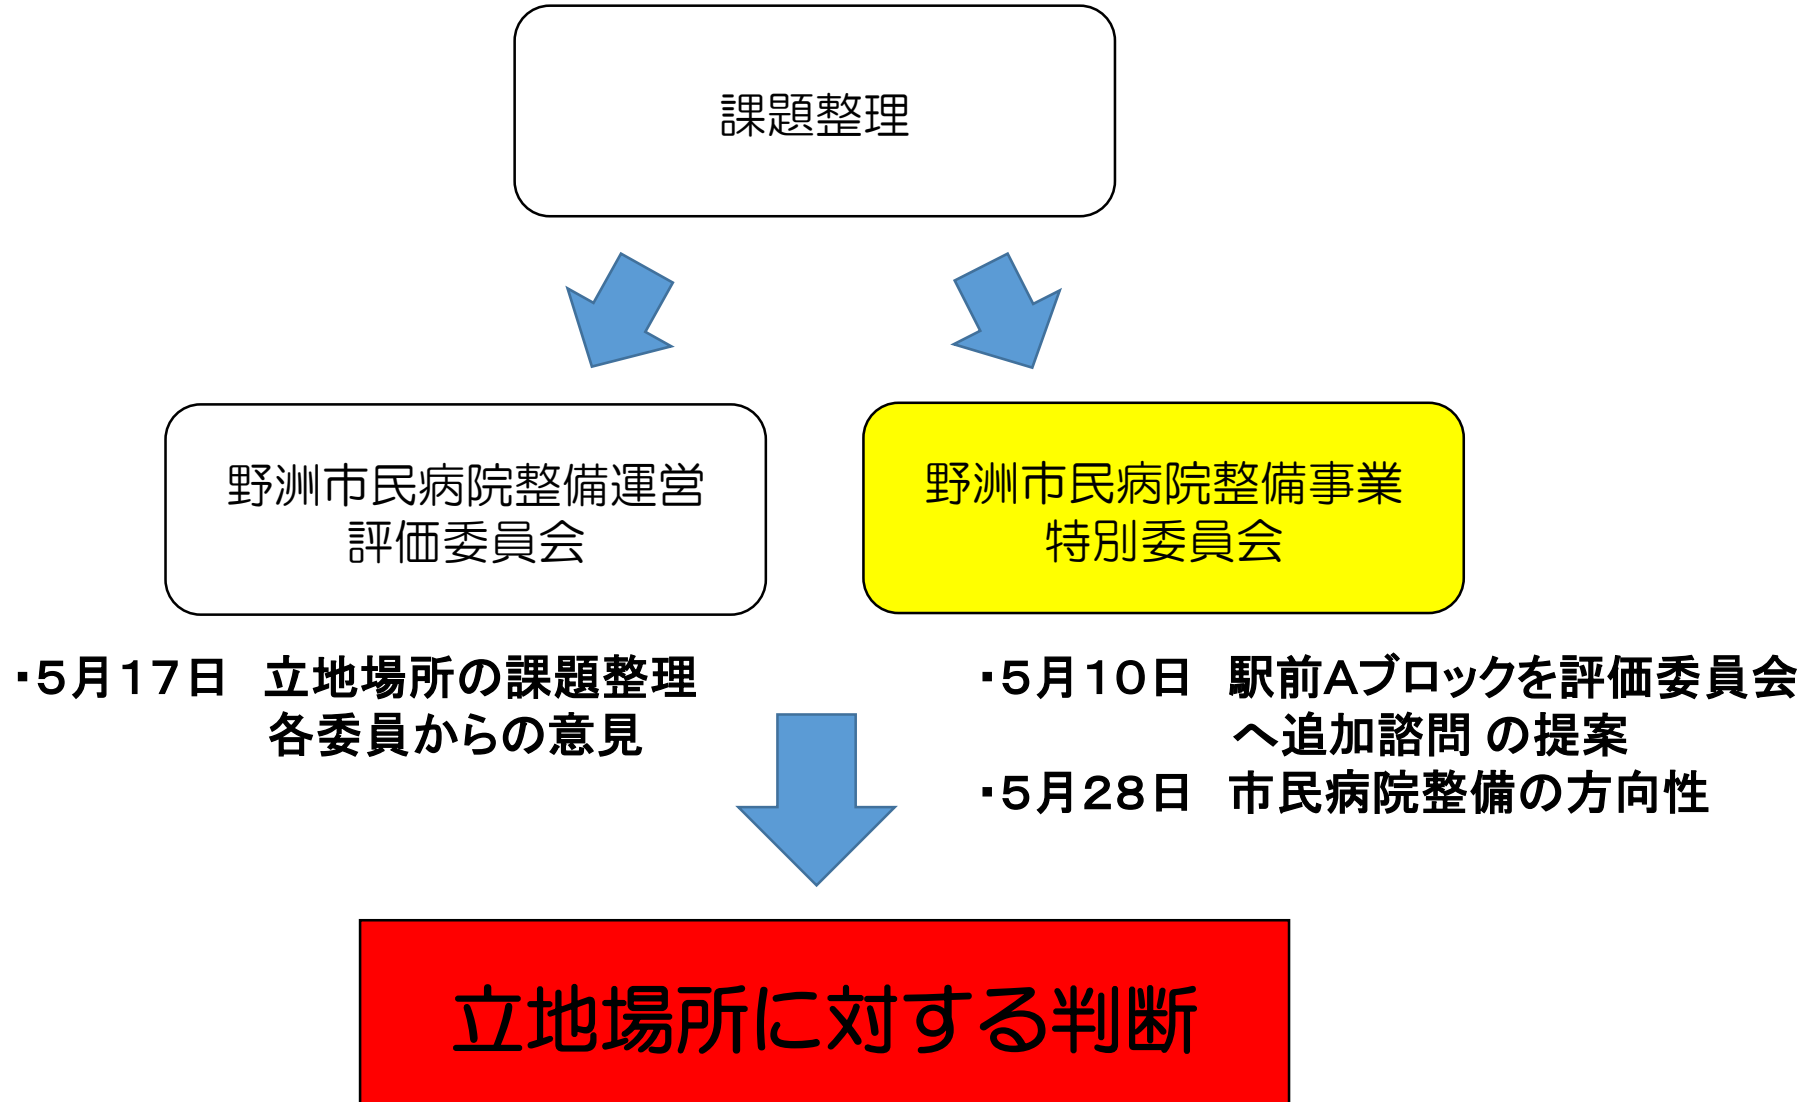 課題整理
野洲市民病院整備運営
評価委員会
野洲市民病院整備事業
特別委員会
・5月17日　立地場所の課題整理
各委員からの意見
・5月10日　駅前Aブロックを評価委員会
へ追加諮問 の提案
・5月28日　市民病院整備の方向性
立地場所に対する判断